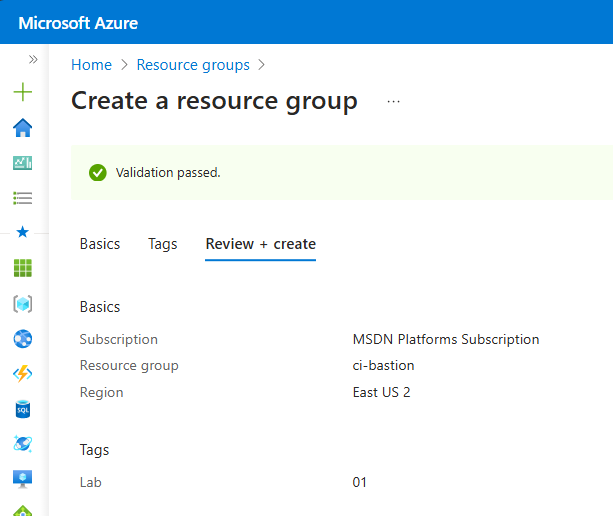 Microsoft Azure
Home > Resource groups >
Create a resource group ...
Validation passed.
Basics Tags Review + create
Basics
Subscription MSDN Platforms Subscription
Resource group ci-bastion
Region East US 2
Tags
Lab 01